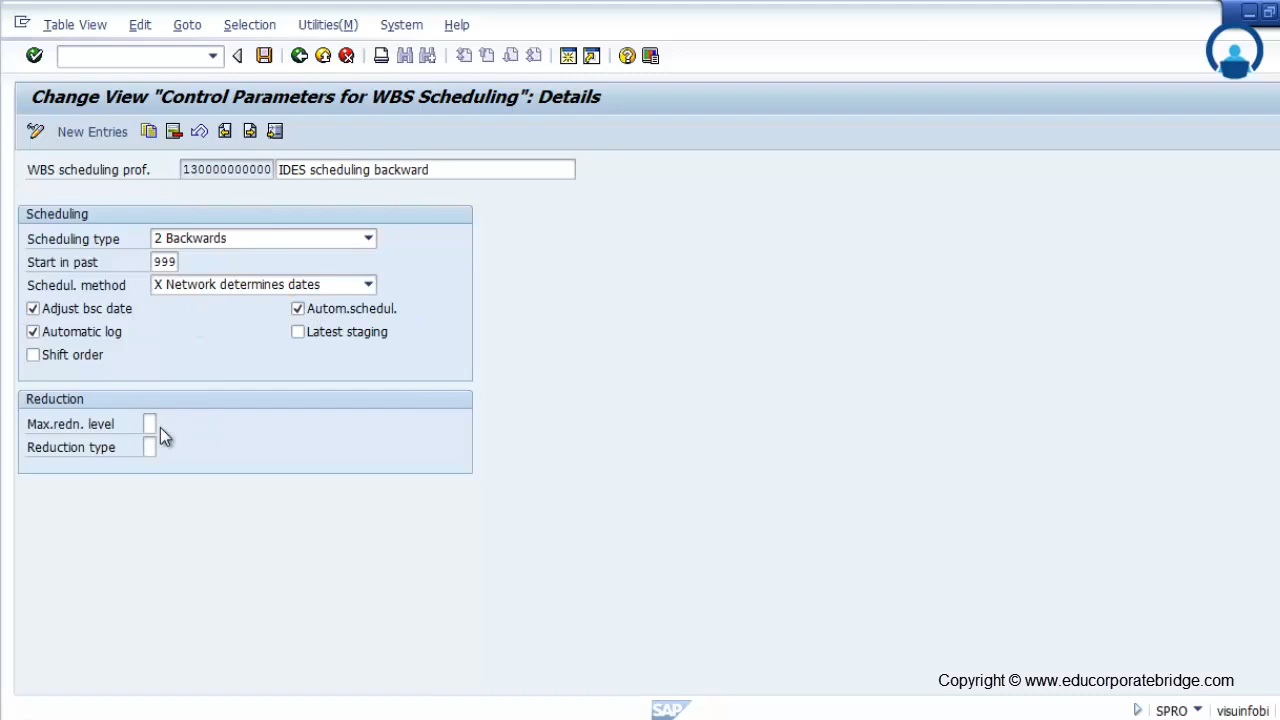 Table View Edit Goto Selection Utilities(M) System Help
Change View "Control Parameters for WBS Scheduling": Details
New Entries
WBS scheduling prof. 130000000000 IDES scheduling backward
Scheduling
Scheduling type 2 Backwards
Start in past 999
Schedul. method X Network determines dates
Adjust bsc date Autom.schedul.
Automatic log Latest staging
Shift order
Reduction
Max.redn. level
Reduction type
Copyright © www.educorporatebridge.com
SAP SPRO visuinfobi